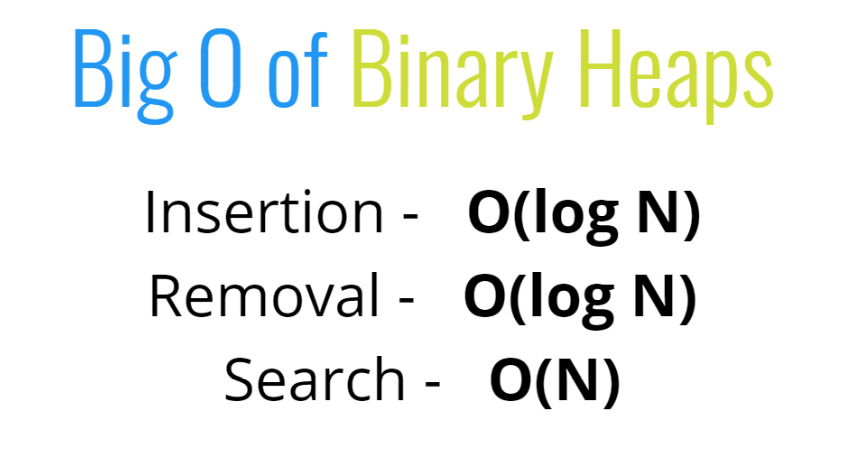 Big O of Binary Heaps
Insertion - O(log N)
Removal - O(log N)
Search - O(N)